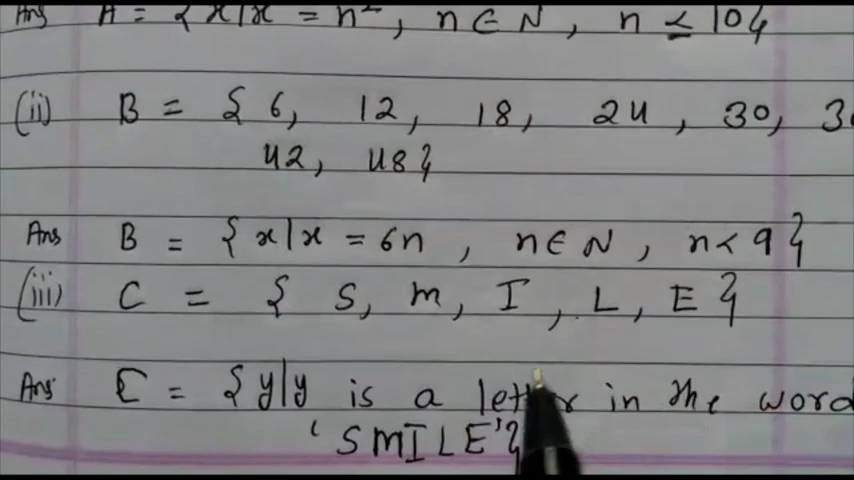 Ans A = { x|x = n², n ∈ N, n ≤ 10}
(ii) B = { 6, 12, 18, 24, 30,
42, 48}
Ans B = { x|x = 6n, n ∈ N, n < 9}
(iii) C = { S, m, I, L, E}
Ans C = { y|y is a letter in the word
'SMILE'}